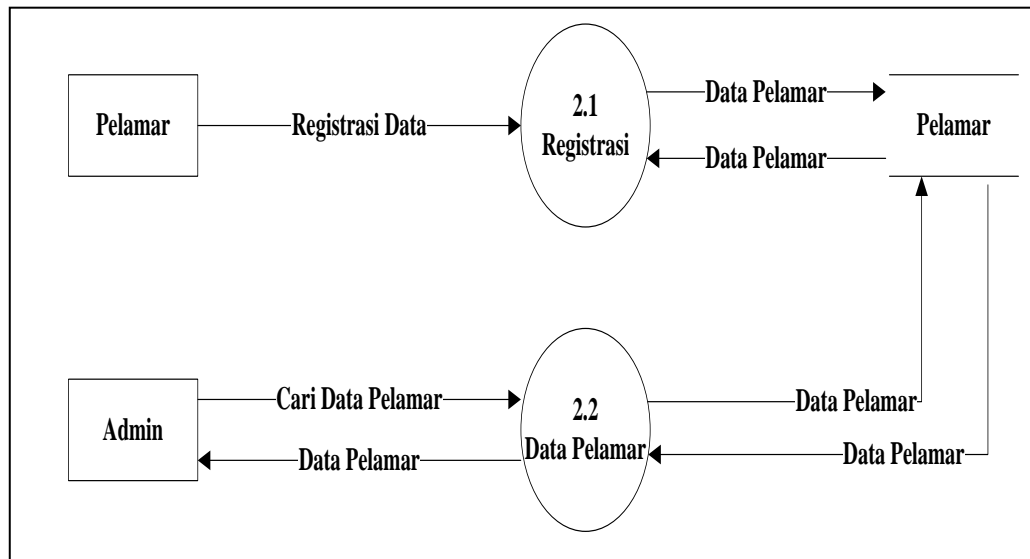 Pelamar
Registrasi Data
2.1
Registrasi
Data Pelamar
Data Pelamar
Pelamar
Admin
Cari Data Pelamar
Data Pelamar
2.2
Data Pelamar
Data Pelamar
Data Pelamar